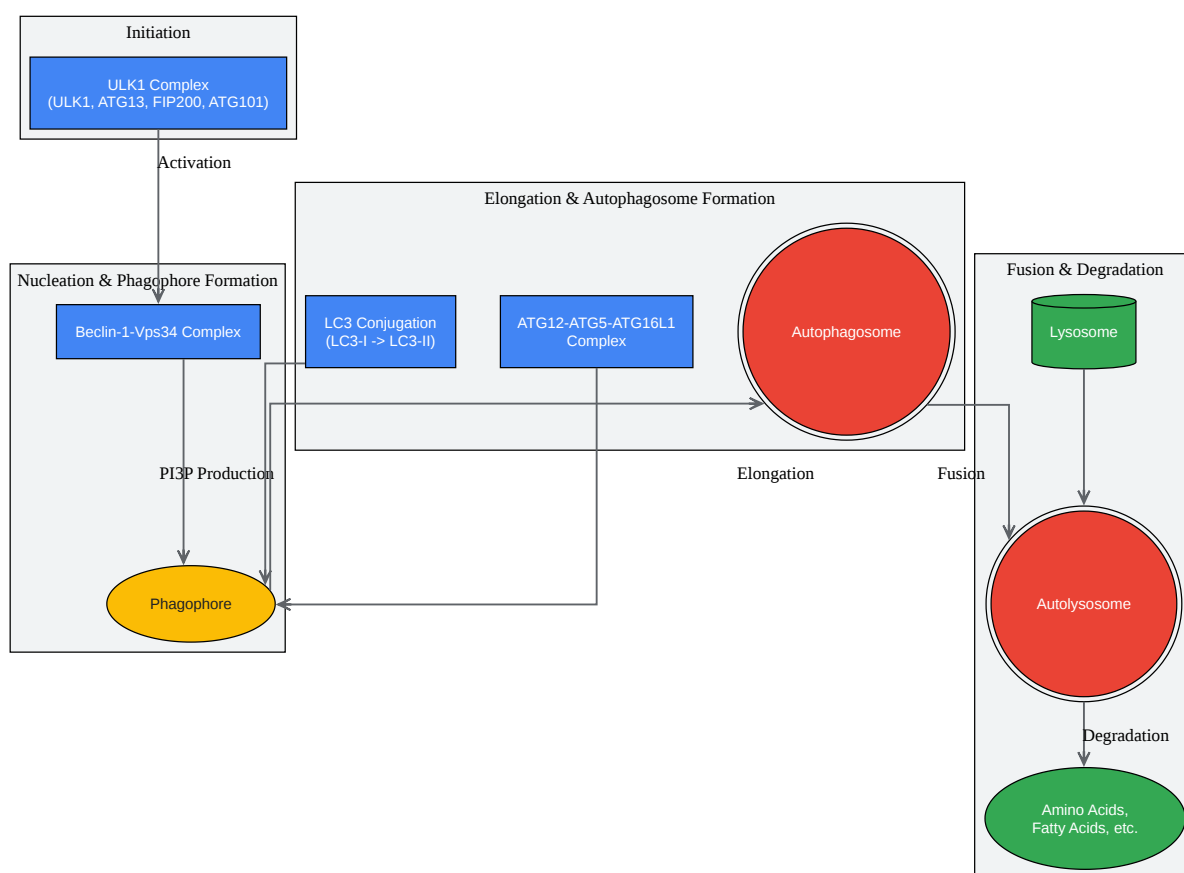 Initiation
ULK1 Complex
(ULK1, ATG13, FIP200, ATG101)
Activation
Elongation & Autophagosome Formation
Nucleation & Phagophore Formation
Beclin-1-Vps34 Complex
LC3 Conjugation
(LC3-I -> LC3-II)
ATG12-ATG5-ATG16L1
Complex
Autophagosome
Fusion & Degradation
Lysosome
PI3P Production
Elongation
Fusion
Phagophore
Autolysosome
Degradation
Amino Acids,
Fatty Acids, etc.